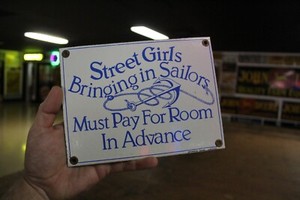 Street Girls
Bringing in Sailors
Must Pay For Room
In Advance